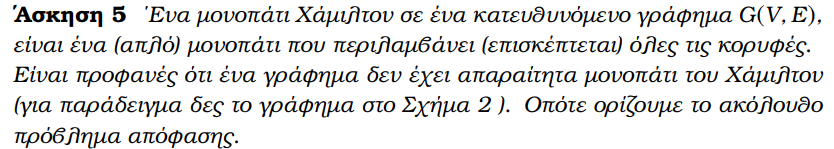 Άσκηση 5 Ένα μονοπάτι Χάμιλτον σε ένα κατευθυνόμενο γράφημα G(V, E),
είναι ένα (απλό) μονοπάτι που περιλαμβάνει (επισκέπτεται) όλες τις κορυφές.
Είναι προφανές ότι ένα γράφημα δεν έχει απαραίτητα μονοπάτι του Χάμιλτον
(για παράδειγμα δες το γράφημα στο Σχήμα 2 ). Οπότε ορίζουμε το ακόλουθο
πρόβλημα απόφασης.